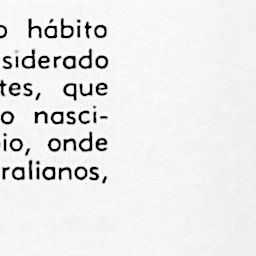 o hábito
siderado
tes, que
o nasci-
io, onde
ralianos,